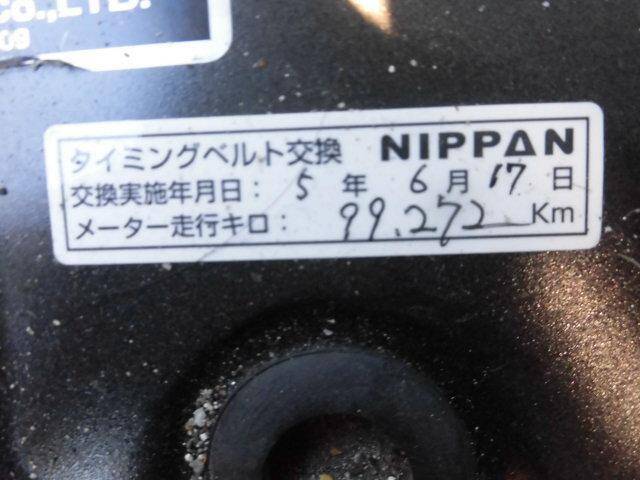 Co.,LTD.
09
タイミングベルト交換 NIPPAN
交換実施年月日: 5 年 6 月 17 日
メーター走行キロ: 99.272 Km